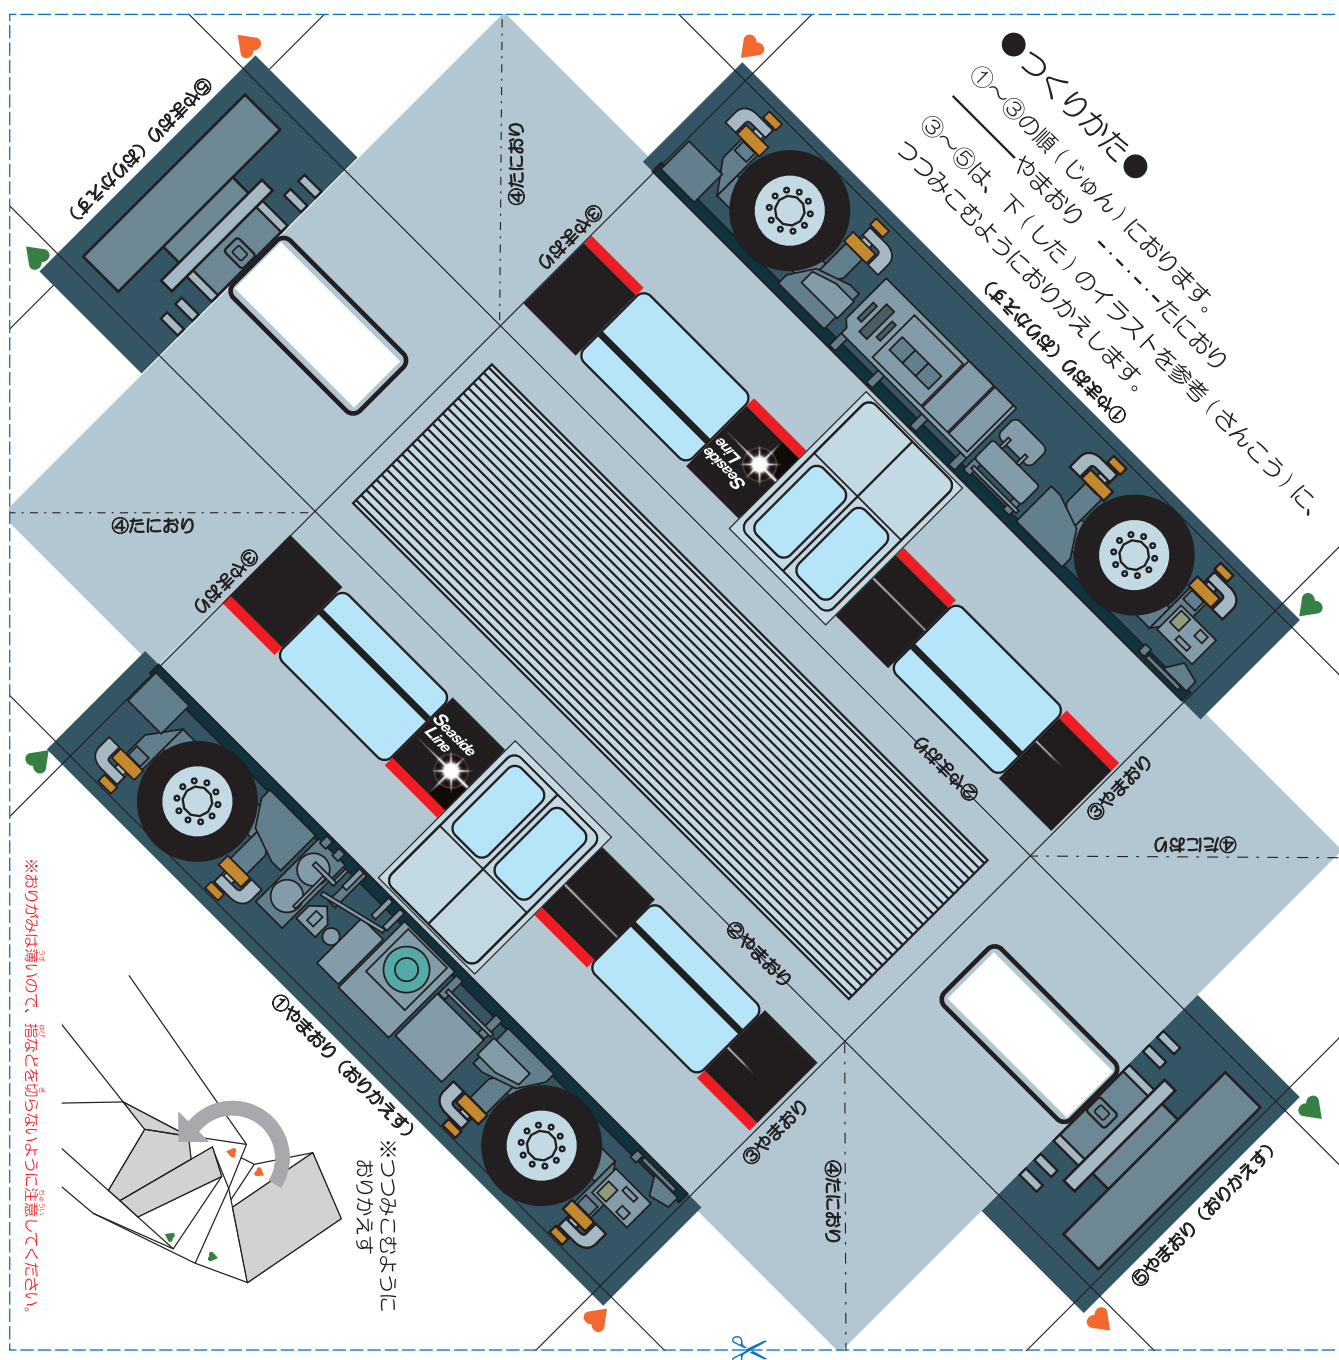 ●つくりかた●
①～③の順（じゅん）におります。
やまおり たにおり
③～⑤は、下（した）のイラストを参考（さんこう）に、
つつみこむようにおりかえします。
①やまおり（おりかえす）
⑤やまおり（おりかえす）
④たにおり
③やまおり
Seaside
Line
②やまおり
③やまおり
④たにおり
④たにおり
③やまおり
Seaside
Line
②やまおり
③やまおり
④たにおり
①やまおり（おりかえす）
⑤やまおり（おりかえす）
※つつみこむように
おりかえす
※おりがみは薄いので、指などを切らないように注意してください。